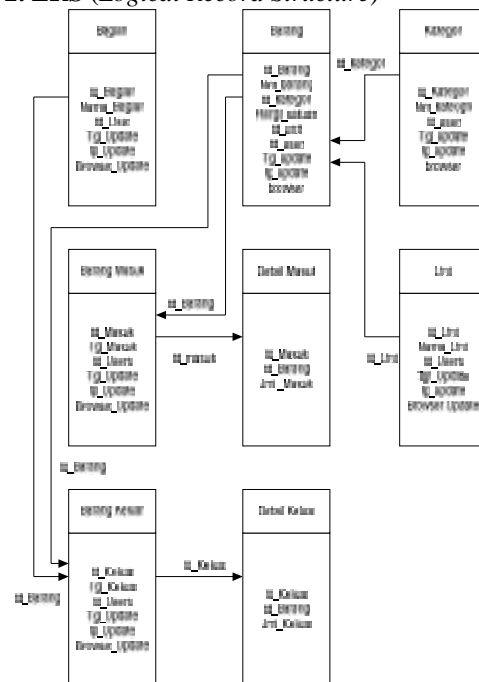 LRS (Logical Record Structure)
Bagian
Id_Bagian
Nama_Bagian
Id_User
Tgl_Update
Ip_Update
Browser_Update
Barang
Id_Barang
Nm_barang
Id_Kategori
Harga_satuan
Id_unit
Id_user
Tgl_update
Ip_update
browser
Id_Kategori
Kategori
Id_Kategori
Nm_Kategori
Id_user
Tgl_update
Ip_update
browser
Barang Masuk
Id_Masuk
Tgl_Masuk
Id_Users
Tgl_Update
Ip_Update
Browser_Update
Id_Barang
Id_masuk
Detail Masuk
Id_Masuk
Id_Barang
Jml_Masuk
Unit
Id_Unit
Nama_Unit
Id_Users
Tgl_Update
Ip_update
Browser Update
Id_Unit
Id_Barang
Barang Keluar
Id_Keluar
Tgl_Keluar
Id_Users
Tgl_Update
Ip_Update
Browser_Update
Id_Barang
Id_Keluar
Detail Keluar
Id_Keluar
Id_Barang
Jml_Keluar